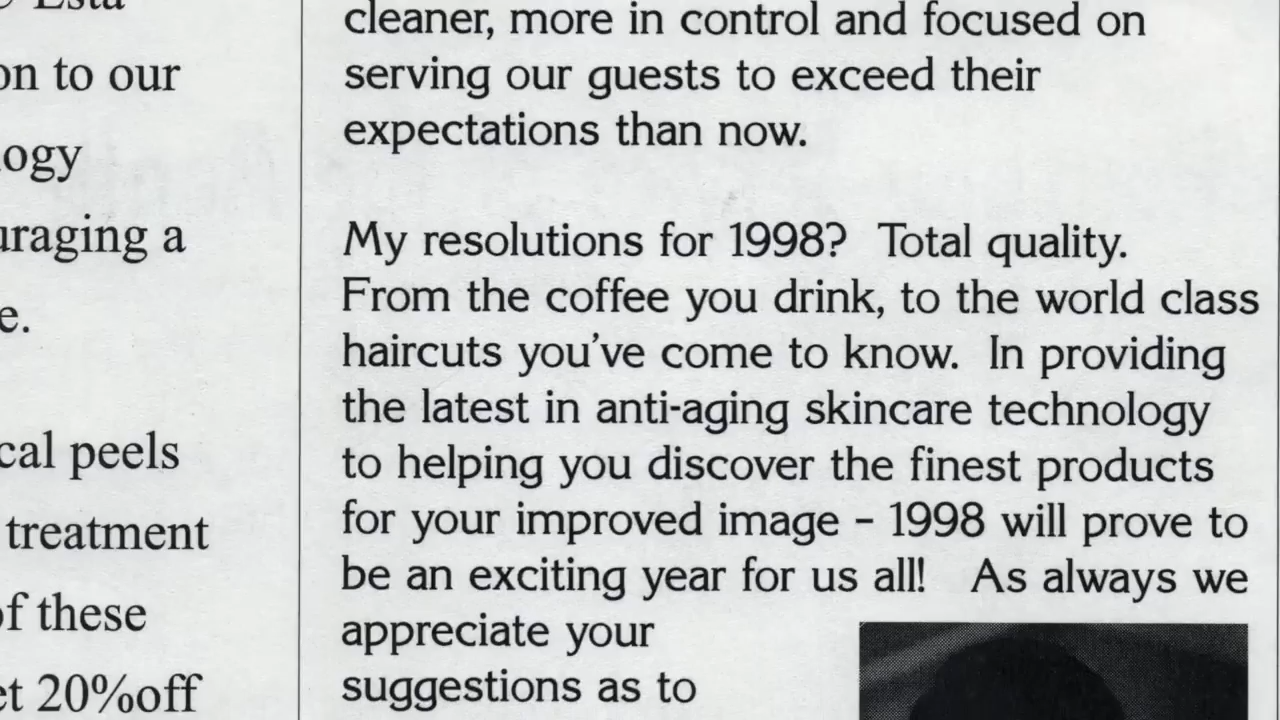 Esta
on to our
ogy
uraging a
e.
cal peels
treatment
of these
et 20%off
cleaner, more in control and focused on
serving our guests to exceed their
expectations than now.
My resolutions for 1998? Total quality.
From the coffee you drink, to the world class
haircuts you've come to know. In providing
the latest in anti-aging skincare technology
to helping you discover the finest products
for your improved image - 1998 will prove to
be an exciting year for us all! As always we
appreciate your
suggestions as to